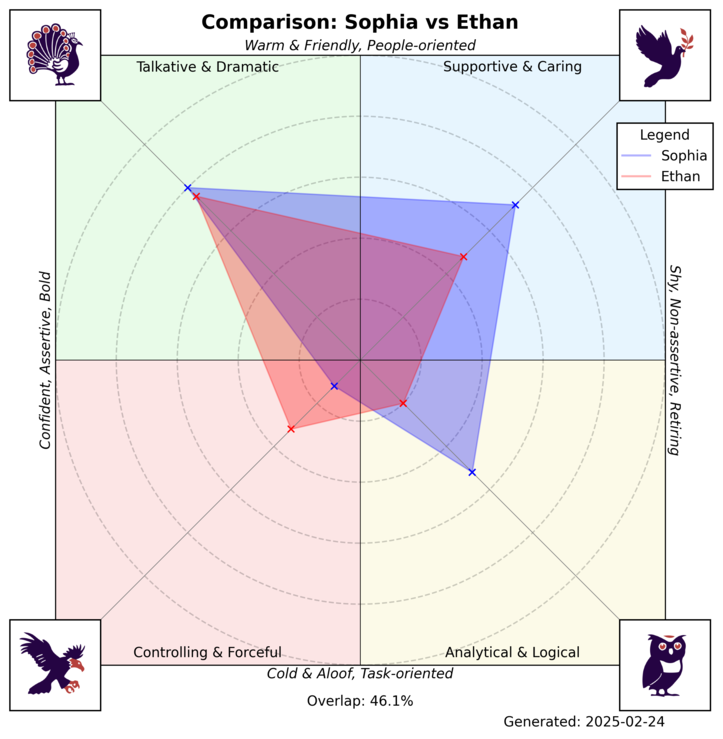 Comparison: Sophia vs Ethan
Warm & Friendly, People-oriented
Talkative & Dramatic
Supportive & Caring
Legend
Sophia
Ethan
Confident, Assertive, Bold
Shy, Non-assertive, Retiring
Controlling & Forceful
Analytical & Logical
Cold & Aloof, Task-oriented
Overlap: 46.1%
Generated: 2025-02-24